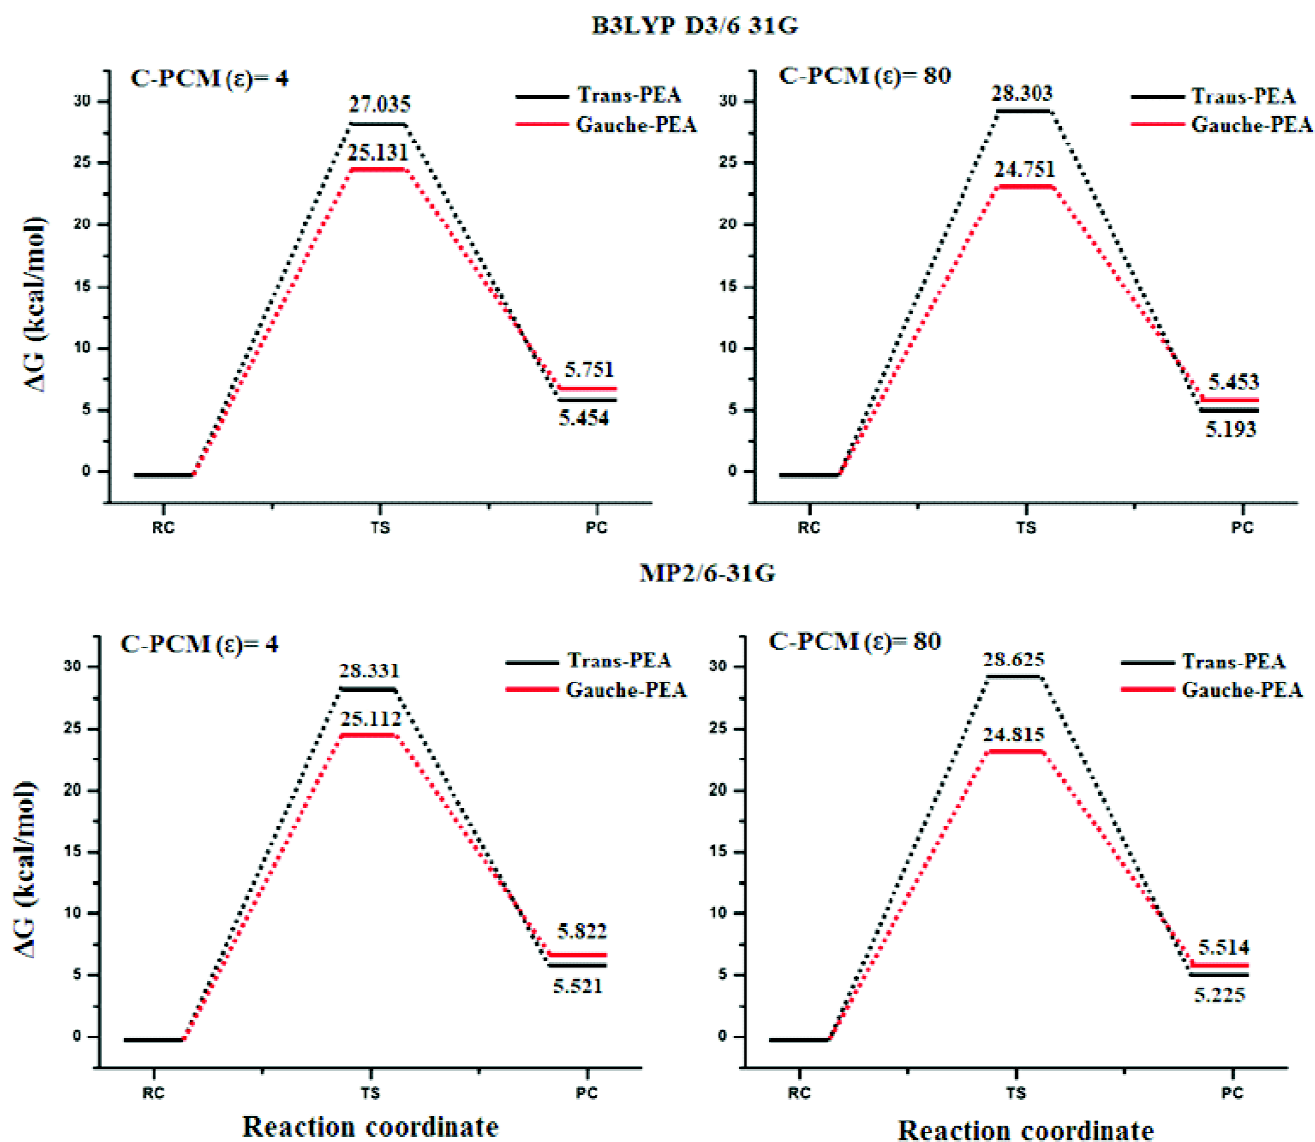 B3LYP D3/6 31G
C-PCM (ε)= 4
Trans-PEA
Gauche-PEA
27.035
25.131
5.751
5.454
30
25
20
15
10
5
0
ΔG (kcal/mol)
RC TS PC
C-PCM (ε)= 80
Trans-PEA
Gauche-PEA
28.303
24.751
5.453
5.193
30
25
20
15
10
5
0
RC TS PC
MP2/6-31G
C-PCM (ε)= 4
Trans-PEA
Gauche-PEA
28.331
25.112
5.822
5.521
30
25
20
15
10
5
0
ΔG (kcal/mol)
RC TS PC
Reaction coordinate
C-PCM (ε)= 80
Trans-PEA
Gauche-PEA
28.625
24.815
5.514
5.225
30
25
20
15
10
5
0
RC TS PC
Reaction coordinate